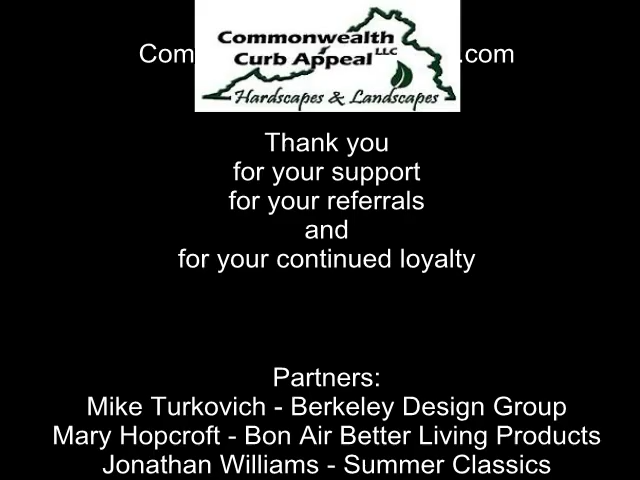 Commonwealth
Curb Appeal LLC
Hardscapes & Landscapes
Com .com
Thank you
for your support
for your referrals
and
for your continued loyalty
Partners:
Mike Turkovich - Berkeley Design Group
Mary Hopcroft - Bon Air Better Living Products
Jonathan Williams - Summer Classics